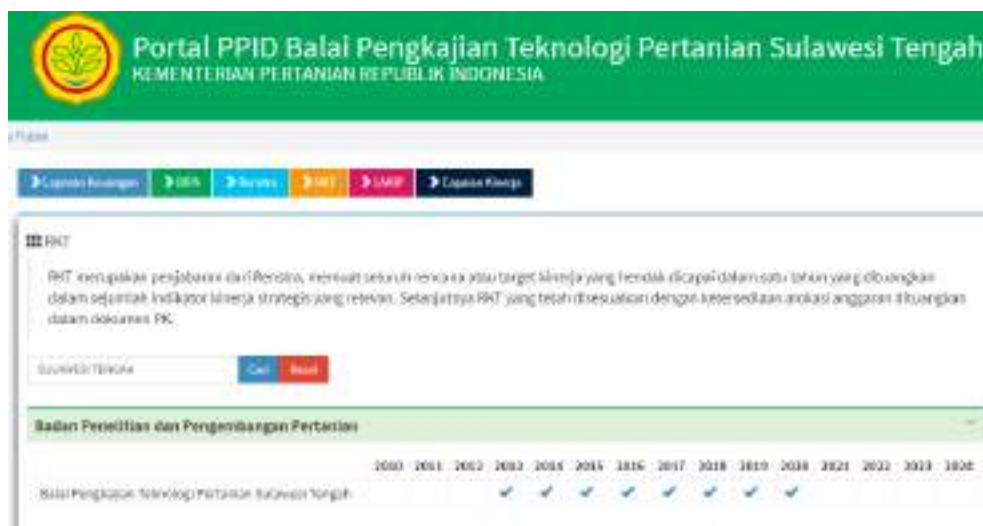 Portal PPID Balai Pengkajian Teknologi Pertanian Sulawesi Tengah
KEMENTERIAN PERTANIAN REPUBLIK INDONESIA
Laporan Keuangan
DIPA
Renstra
RKT
LAKIP
Capaian Kinerja
RKT
RKT merupakan penjabaran dari Renstra, memuat seluruh rencana atau target kinerja yang hendak dicapai dalam satu tahun yang dituangkan
dalam sejumlah indikator kinerja strategis yang relevan. Selanjutnya RKT yang telah disesuaikan dengan ketersediaan alokasi anggaran dituangkan
dalam dokumen PK.
SULAWESI TENGAH
Cari
Reset
Badan Penelitian dan Pengembangan Pertanian
2010 2011 2012 2013 2014 2015 2016 2017 2018 2019 2020 2021 2022 2023 2024
Balai Pengkajian Teknologi Pertanian Sulawesi Tengah